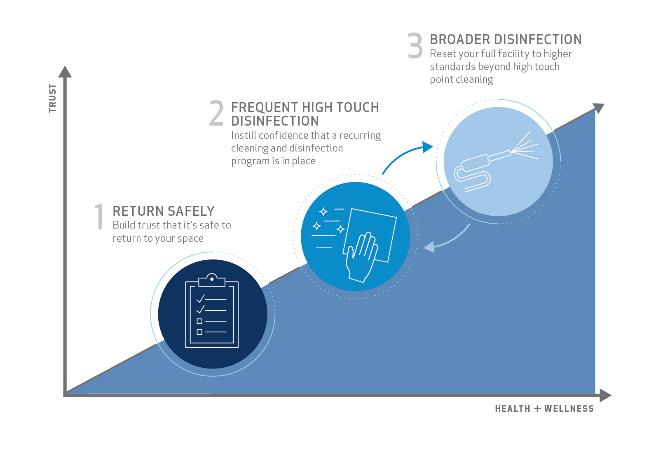 3 BROADER DISINFECTION
Reset your full facility to higher
standards beyond high touch
point cleaning
TRUST
2 FREQUENT HIGH TOUCH
DISINFECTION
Instill confidence that a recurring
cleaning and disinfection
program is in place
1 RETURN SAFELY
Build trust that it's safe to
return to your space
HEALTH + WELLNESS